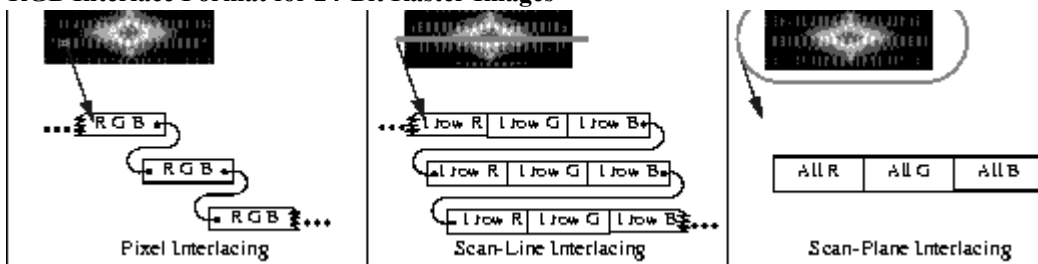 RGB Format for 24-Bit Raster Images
R G B
R G B
R G B
Pixel Interlacing
1 row R 1 row G 1 row B
1 row R 1 row G 1 row B
1 row R 1 row G 1 row B
Scan-Line Interlacing
All R All G All B
Scan-Plane Interlacing